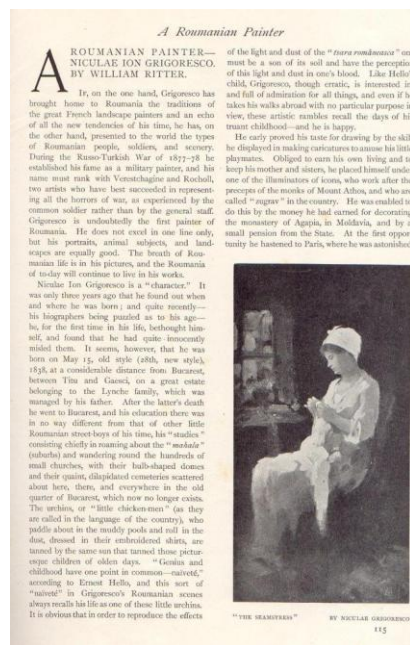 A Roumanian Painter
A ROUMANIAN PAINTER—
NICULAE ION GRIGORESCO.
BY WILLIAM RITTER.
If, on the one hand, Grigoresco has
brought home to Roumania the traditions of
the great French landscape painters and an echo
of all the new tendencies of his time, he has, on
the other hand, presented to the world the types
of Roumanian people, soldiers, and scenery.
During the Russo-Turkish War of 1877-78 he
established his fame as a military painter, and his
name must rank with Verestchagine and Rocholl,
two artists who have best succeeded in represent-
ing all the horrors of war, as experienced by the
common soldier rather than by the general staff.
Grigoresco is undoubtedly the first painter of
Roumania. He does not excel in one line only,
but his portraits, animal subjects, and land-
scapes are equally good. The breath of Rou-
manian life is in his pictures, and the Roumania
of to-day will continue to live in his works.
Niculae Ion Grigoresco is a "character." It
was only three years ago that he found out when
and where he was born; and quite recently—
his biographers being puzzled as to his age—
he, for the first time in his life, bethought him-
self, and found that he had quite innocently
misled them. It seems, however, that he was
born on May 15, old style (28th, new style),
1838, at a considerable distance from Bucarest,
between Titu and Gaesci, on a great estate
belonging to the Lynche family, which was
managed by his father. After the latter's death
he went to Bucarest, and his education there was
in no way different from that of other little
Roumanian street-boys of his time, his "studies"
consisting chiefly in roaming about the "mahala"
(suburbs) and wandering round the hundreds of
small churches, with their bulb-shaped domes
and their quaint, dilapidated cemeteries scattered
about here, there, and everywhere in the old
quarter of Bucarest, which now no longer exists.
The urchins, or "little chicken-men" (as they
are called in the language of the country), who
paddle about in the muddy pools and roll in the
dust, dressed in their embroidered shirts, are
tanned by the same sun that tanned those pictur-
esque children of olden days. "Genius and
childhood have one point in common—naïveté,"
according to Ernest Hello, and this sort of
"naïveté" in Grigoresco's Roumanian scenes
always recalls his life as one of these little urchins.
It is obvious that in order to reproduce the effects
of the light and dust of the "tsara românésca" on
must be a son of its soil and have the perceptio
of this light and dust in one's blood. Like Hello'
child, Grigoresco, though erratic, is interested in
and full of admiration for all things, and even if h
takes his walks abroad with no particular purpose i
view, these artistic rambles recall the days of hi
truant childhood—and he is happy.
He early proved his taste for drawing by the skil
he displayed in making caricatures to amuse his littl
playmates. Obliged to earn his own living and t
keep his mother and sisters, he placed himself unde
one of the illuminators of icons, who work after th
precepts of the monks of Mount Athos, and who ar
called "zugrav" in the country. He was enabled t
do this by the money he had earned for decorating
the monastery of Agapia, in Moldavia, and by a
small pension from the State. At the first oppor
tunity he hastened to Paris, where he was astonished
"THE SEAMSTRESS" BY NICULAE GRIGORESCO
115